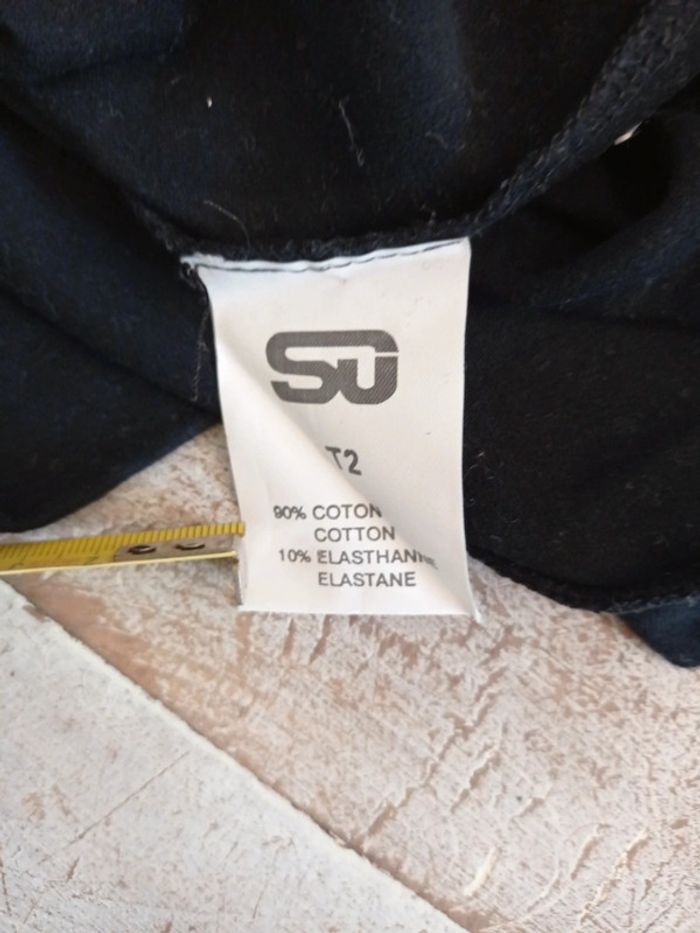 SU
T2
90% COTON
COTTON
10% ELASTHANNE
ELASTANE